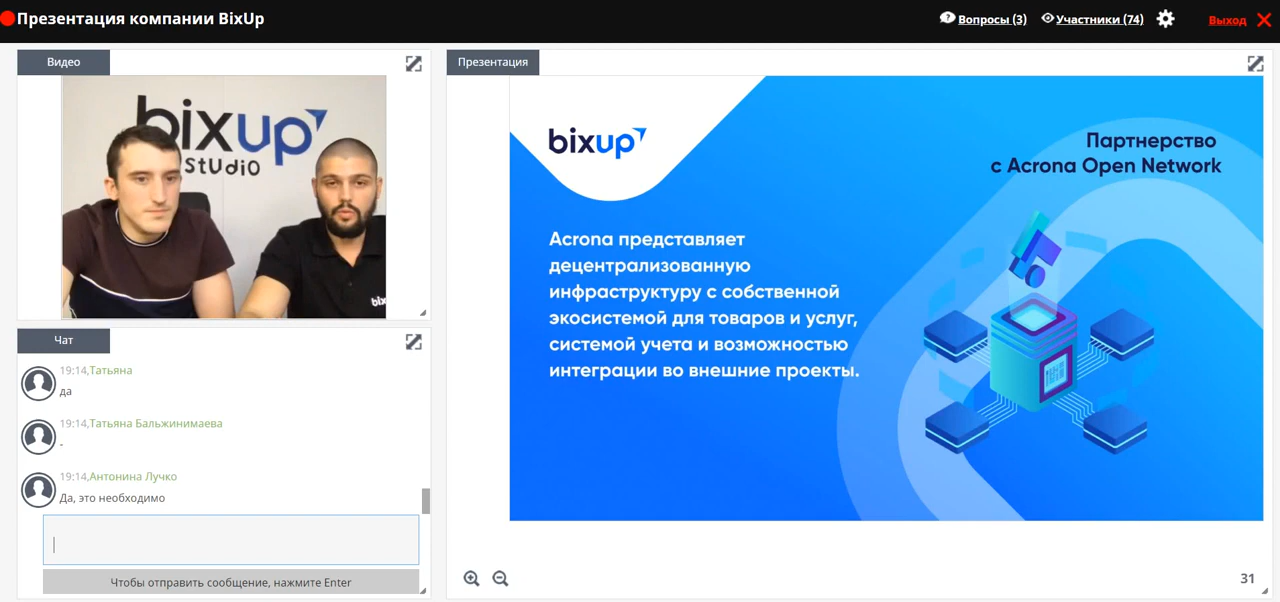 Презентация компании BixUp
Вопросы (3)
Участники (74)
Выход
Видео
bixup
studio
bix
Чат
19:14,Татьяна
да
19:14,Татьяна Бальжинимаева
-
19:14,Антонина Лучко
Да, это необходимо
Чтобы отправить сообщение, нажмите Enter
Презентация
bixup
Партнерство
с Acrona Open Network
Acrona представляет
децентрализованную
инфраструктуру с собственной
экосистемой для товаров и услуг,
системой учета и возможностью
интеграции во внешние проекты.
31